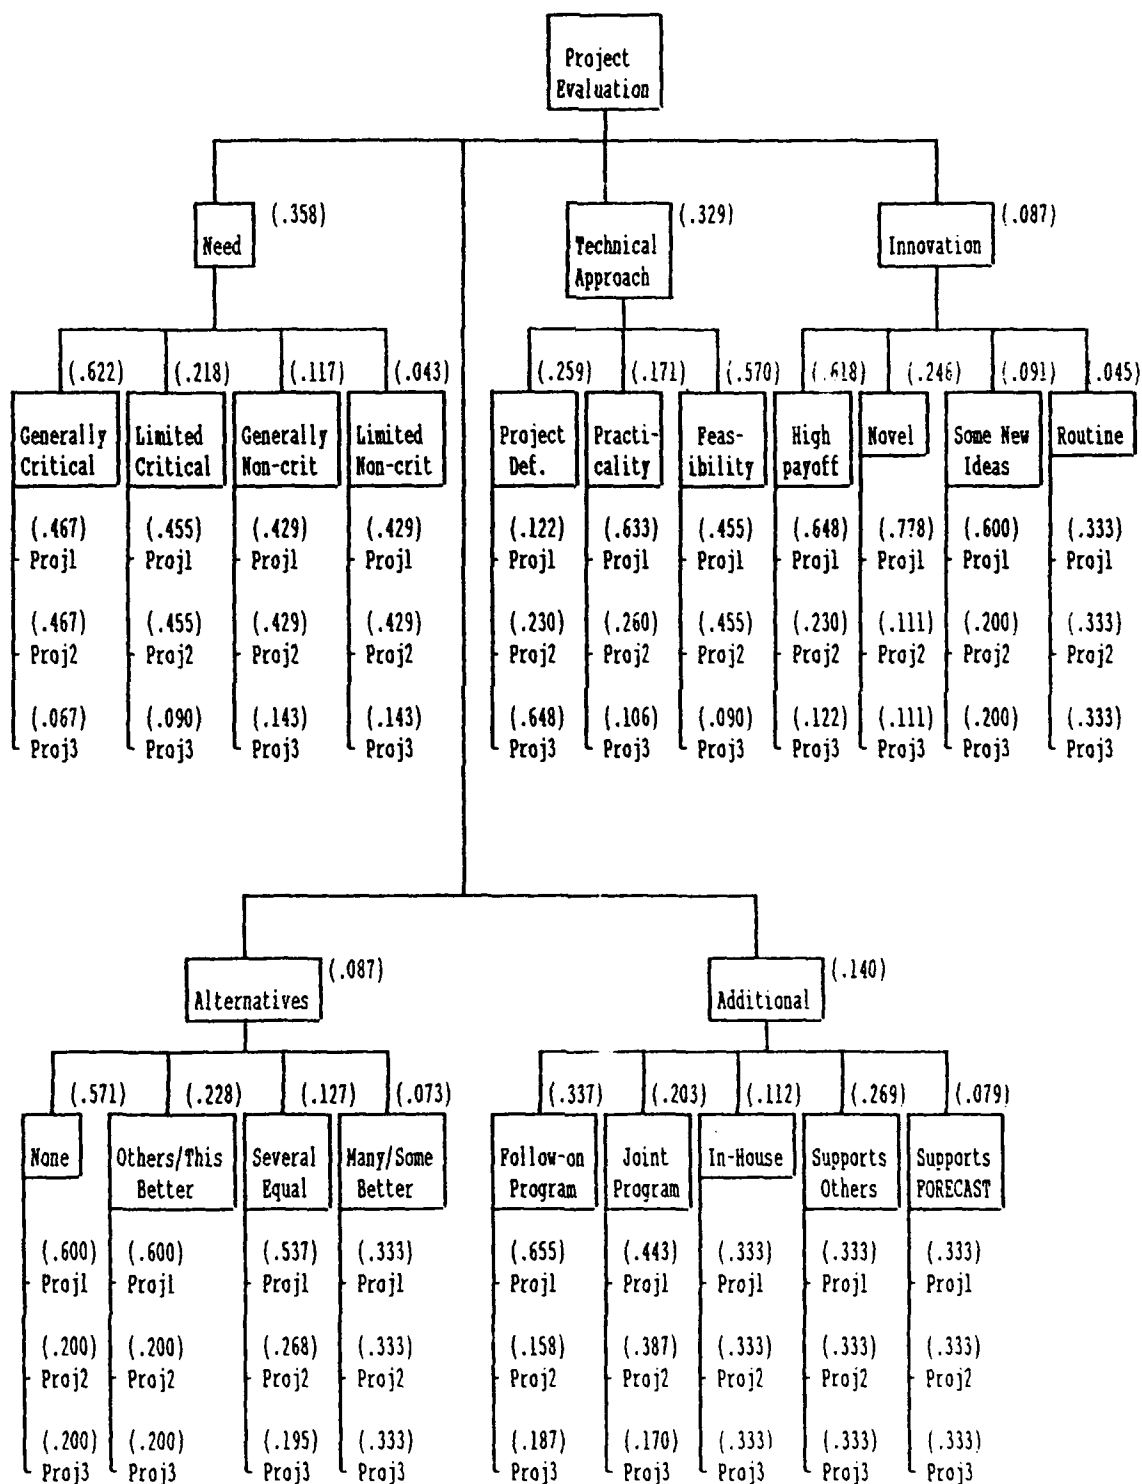 Project
Evaluation
(.358)
(.329)
(.087)
Need
Technical
Approach
Innovation
(.622)
(.218)
(.117)
(.043)
(.259)
(.171)
(.570)
(.618)
(.246)
(.091)
(.045)
Generally
Critical
Limited
Critical
Generally
Non-crit
Limited
Non-crit
Project
Def.
Practi-
cality
Feas-
ibility
High
payoff
Novel
Some New
Ideas
Routine
(.467) (.455) (.429) (.429) (.122) (.633) (.455) (.648) (.778) (.600) (.333)
Proj1 Proj1 Proj1 Proj1 Proj1 Proj1 Proj1 Proj1 Proj1 Proj1 Proj1
(.467) (.455) (.429) (.429) (.230) (.260) (.455) (.230) (.111) (.200) (.333)
Proj2 Proj2 Proj2 Proj2 Proj2 Proj2 Proj2 Proj2 Proj2 Proj2 Proj2
(.067) (.090) (.143) (.143) (.648) (.106) (.090) (.122) (.111) (.200) (.333)
Proj3 Proj3 Proj3 Proj3 Proj3 Proj3 Proj3 Proj3 Proj3 Proj3 Proj3
(.087)
(.140)
Alternatives
Additional
(.571)
(.228)
(.127)
(.073)
(.337)
(.203)
(.112)
(.269)
(.079)
None
Others/This
Better
Several
Equal
Many/Some
Better
Follow-on
Program
Joint
Program
In-House
Supports
Others
Supports
FORECAST
(.600) (.600) (.537) (.333) (.655) (.443) (.333) (.333) (.333)
Proj1 Proj1 Proj1 Proj1 Proj1 Proj1 Proj1 Proj1 Proj1
(.200) (.200) (.268) (.333) (.158) (.387) (.333) (.333) (.333)
Proj2 Proj2 Proj2 Proj2 Proj2 Proj2 Proj2 Proj2 Proj2
(.200) (.200) (.195) (.333) (.187) (.170) (.333) (.333) (.333)
Proj3 Proj3 Proj3 Proj3 Proj3 Proj3 Proj3 Proj3 Proj3